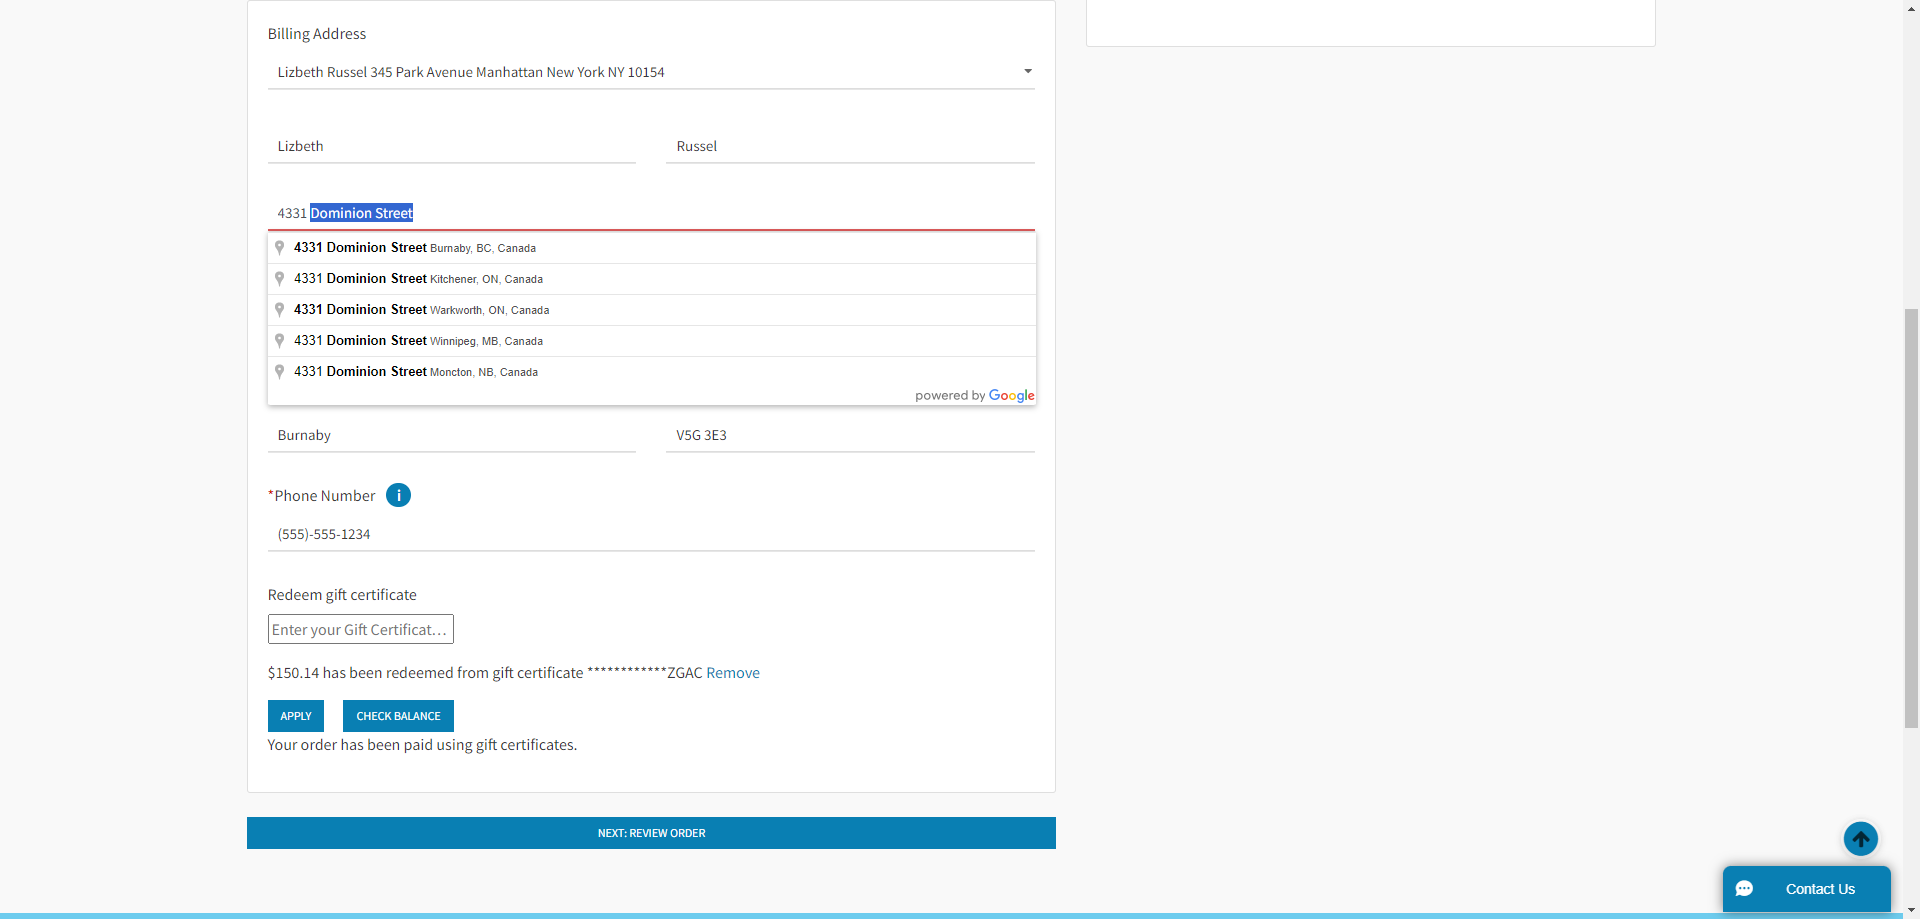 Billing Address
Lizbeth Russel 345 Park Avenue Manhattan New York NY 10154
Lizbeth
Russel
4331 Dominion Street
4331 Dominion Street Burnaby, BC, Canada
4331 Dominion Street Kitchener, ON, Canada
4331 Dominion Street Warkworth, ON, Canada
4331 Dominion Street Winnipeg, MB, Canada
4331 Dominion Street Moncton, NB, Canada
powered by Google
Burnaby
V5G 3E3
*Phone Number i
(555)-555-1234
Redeem gift certificate
Enter your Gift Certificat...
$150.14 has been redeemed from gift certificate ************ZGAC Remove
APPLY
CHECK BALANCE
Your order has been paid using gift certificates.
NEXT: REVIEW ORDER
Contact Us